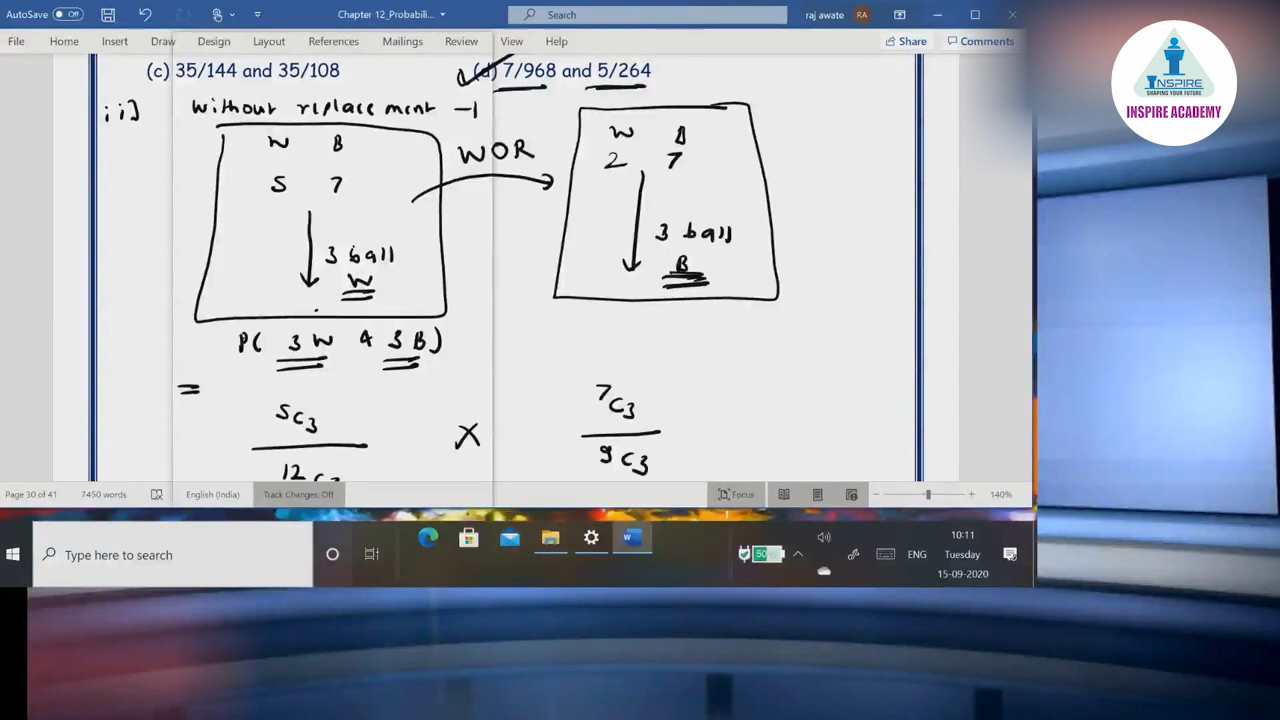 AutoSave Off Chapter 12_Probabili... Search raj awate RA
File Home Insert Draw Design Layout References Mailings Review View Help Share Comments
INSPIRE
SHAPING YOUR FUTURE
INSPIRE ACADEMY
(c) 35/144 and 35/108 (d) 7/968 and 5/264
ii] Without replacement -1
W B
5 7
3 ball
W
WOR
W B
2 7
3 ball
B
P( 3W & 3B)
=
5C3 X 7C3
12C3 9C3
Page 30 of 41 7450 words English (India) Track Changes: Off Focus 140%
Type here to search 50 ENG 10:11
Tuesday
15-09-2020